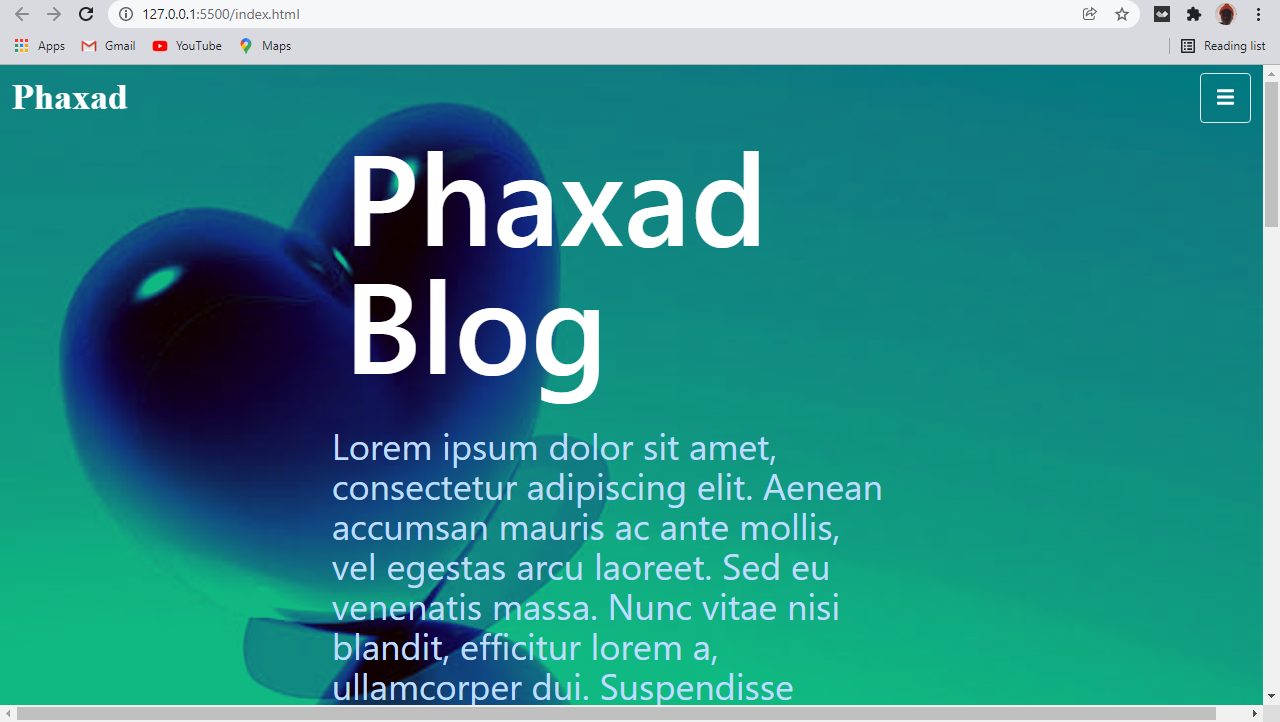 127.0.0.1:5500/index.html
Apps Gmail YouTube Maps Reading list
Phaxad
Phaxad
Blog
Lorem ipsum dolor sit amet,
consectetur adipiscing elit. Aenean
accumsan mauris ac ante mollis,
vel egestas arcu laoreet. Sed eu
venenatis massa. Nunc vitae nisi
blandit, efficitur lorem a,
ullamcorper dui. Suspendisse